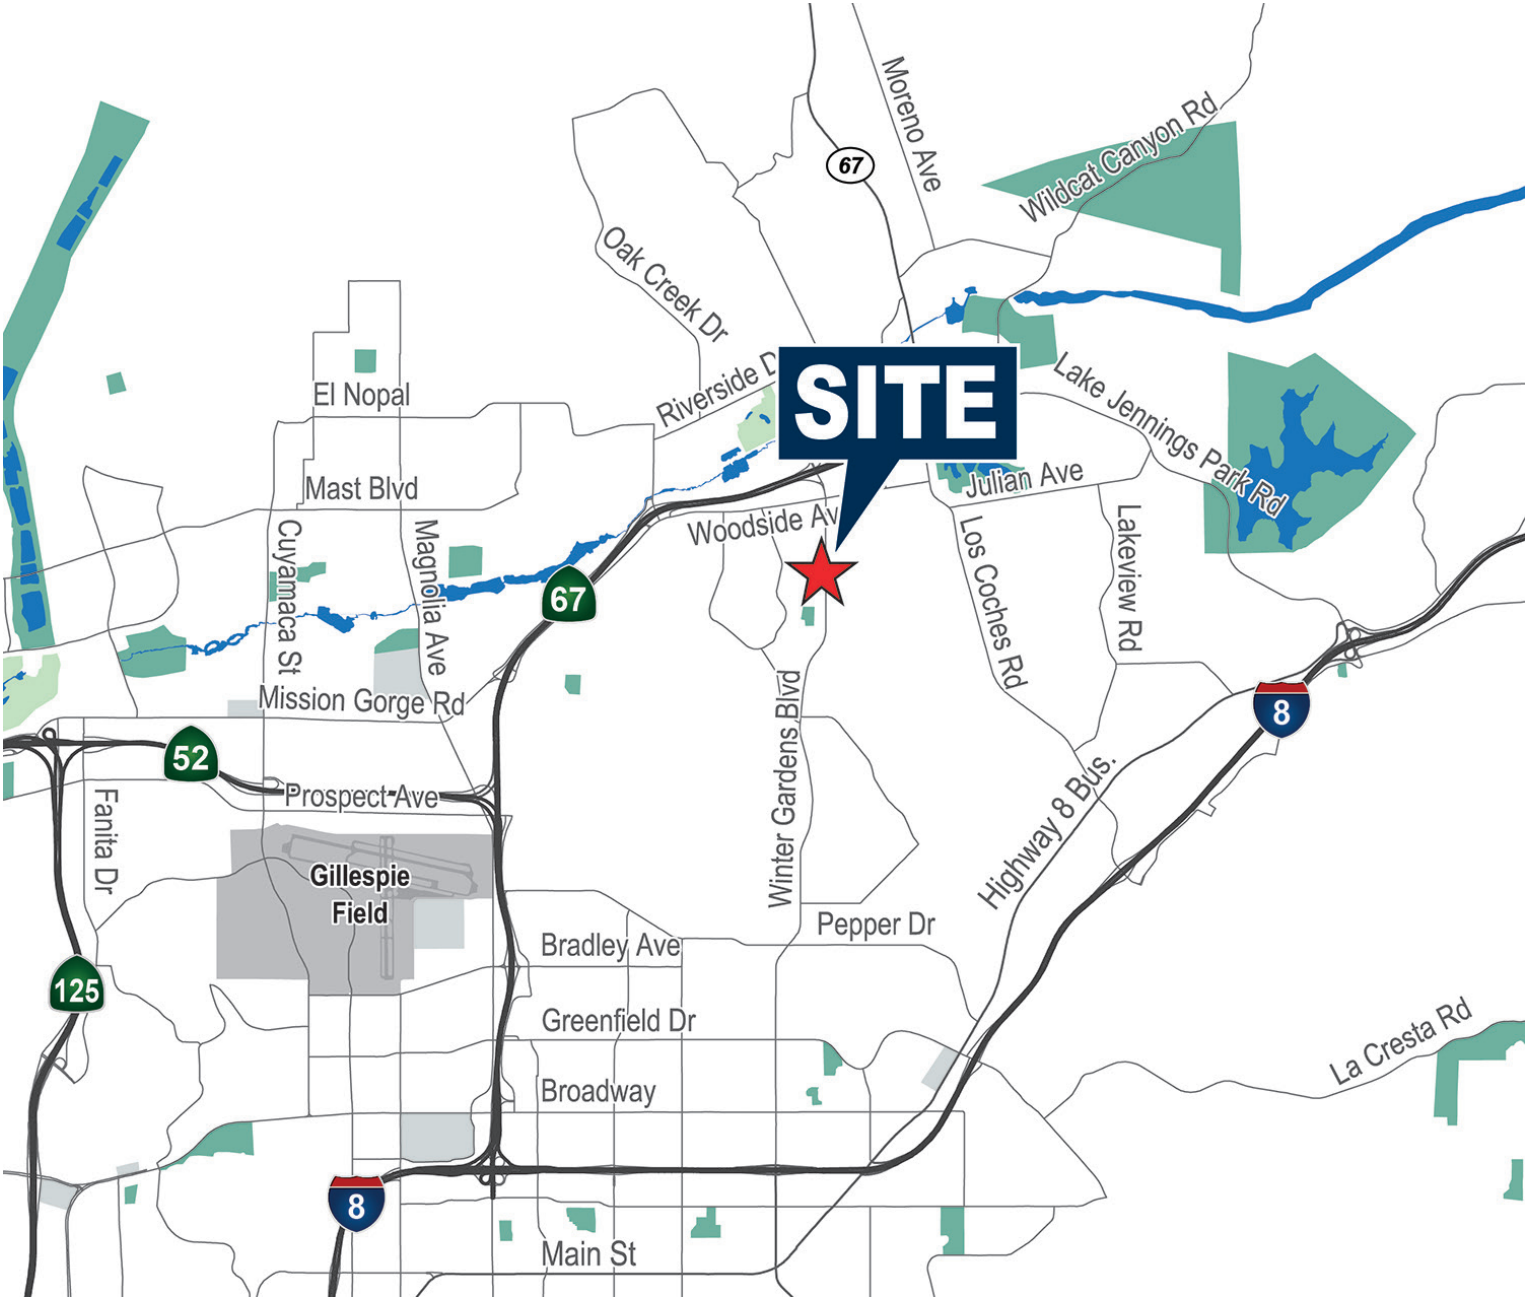 Moreno Ave
67
Wildcat Canyon Rd
Oak Creek Dr
Riverside D
SITE
El Nopal
Lake Jennings Park Rd
Mast Blvd
Julian Ave
Woodside Av
Cuyamaca St
Magnolia Ave
Los Coches Rd
Lakeview Rd
67
Mission Gorge Rd
Winter Gardens Blvd
8
52
Prospect Ave
Highway 8 Bus.
Fanita Dr
Gillespie
Field
Pepper Dr
Bradley Ave
125
Greenfield Dr
La Cresta Rd
Broadway
8
Main St